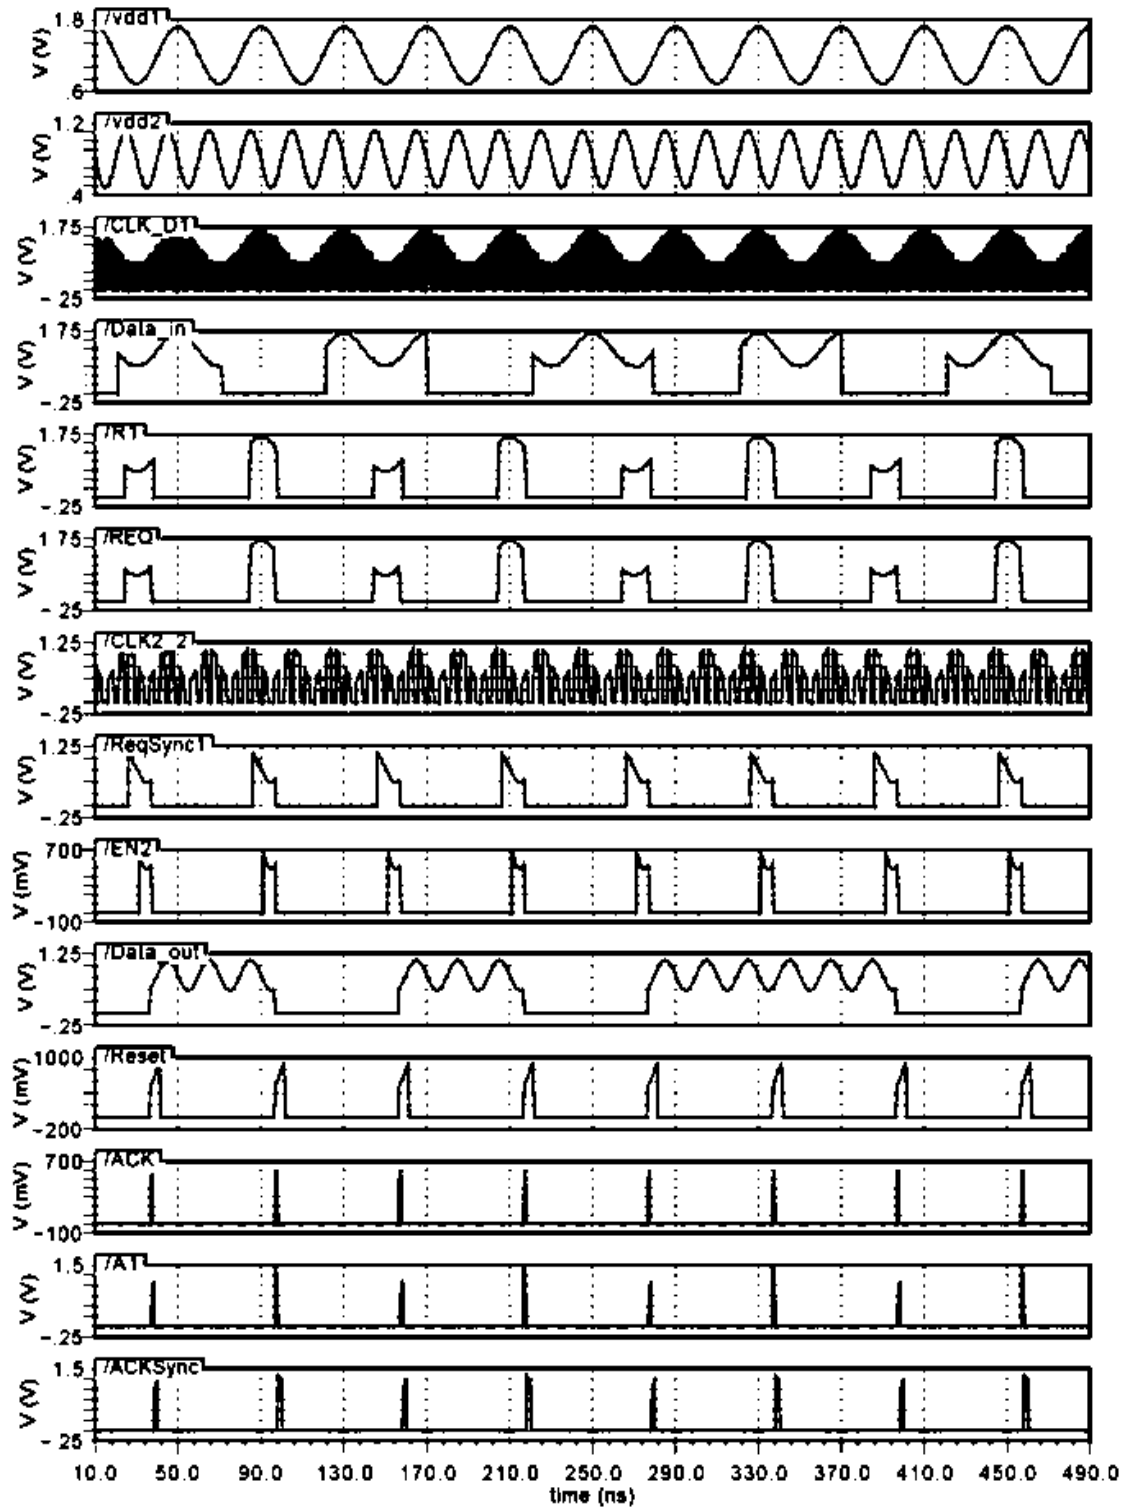 /vdd1
1.8
V (V)
.6
/vdd2
1.2
V (V)
.4
/CLK_D1
1.75
V (V)
-.25
/Data_in
1.75
V (V)
-.25
/R1
1.75
V (V)
-.25
/REQ
1.75
V (V)
-.25
/CLK2_2
1.25
V (V)
-.25
/ReqSync1
1.25
V (V)
-.25
/EN2
700
V (mV)
-100
/Data_out
1.25
V (V)
-.25
/Reset
1000
V (mV)
-200
/ACK
700
V (mV)
-100
/A1
1.5
V (V)
-.25
/ACKSync
1.5
V (V)
-.25
10.0 50.0 90.0 130.0 170.0 210.0 250.0 290.0 330.0 370.0 410.0 450.0 490.0
time (ns)